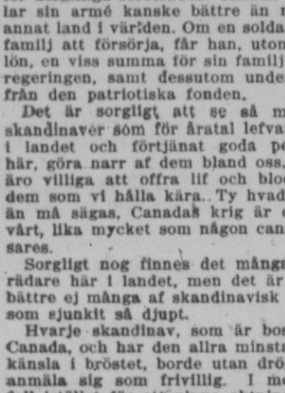 lar sin armé kanske bättre än
annat land i världen. Om en solda
familj att försörja, får han, utom
lön, en viss summa för sin familj
regeringen, samt dessutom unde
från den patriotiska fonden.
Det är sorgligt att se så m
skandinaver som för åratal lefva
i landet och förtjänat goda pe
här, göra narr af dem bland oss,
äro villiga att offra lif och blo
dem som vi hålla kära. Ty hvad
än må sägas, Canadas krig är
vårt, lika mycket som någon can
sares.
Sorgligt nog finnes det många
rädare här i landet, men det är
bättre ej många af skandinavisk
som sjunkit så djupt.
Hvarje skandinav, som är bos
Canada, och har den allra minsta
känsla i bröstet, borde utan drö
anmäla sig som frivillig. I me